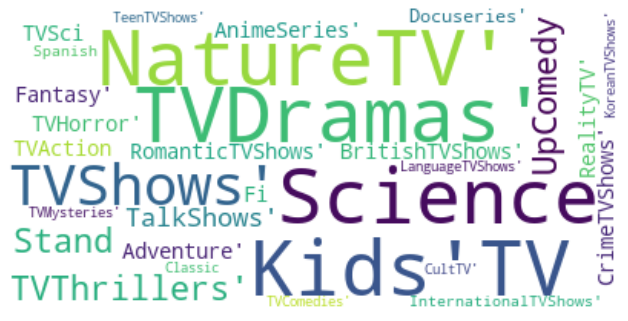 TeenTVShows'
Docuseries'
TVSci
AnimeSeries'
Spanish
NatureTV'
UpComedy
KoreanTVShows'
Fantasy'
TVDramas'
RealityTV'
TVHorror'
TVAction
RomanticTVShows'
BritishTVShows'
LanguageTVShows'
TVShows'
Fi
Science
CrimeTVShows'
TVMysteries'
TalkShows'
Stand
Adventure'
Kids'
TV
Classic
CultTV'
TVThrillers'
TVComedies'
InternationalTVShows'